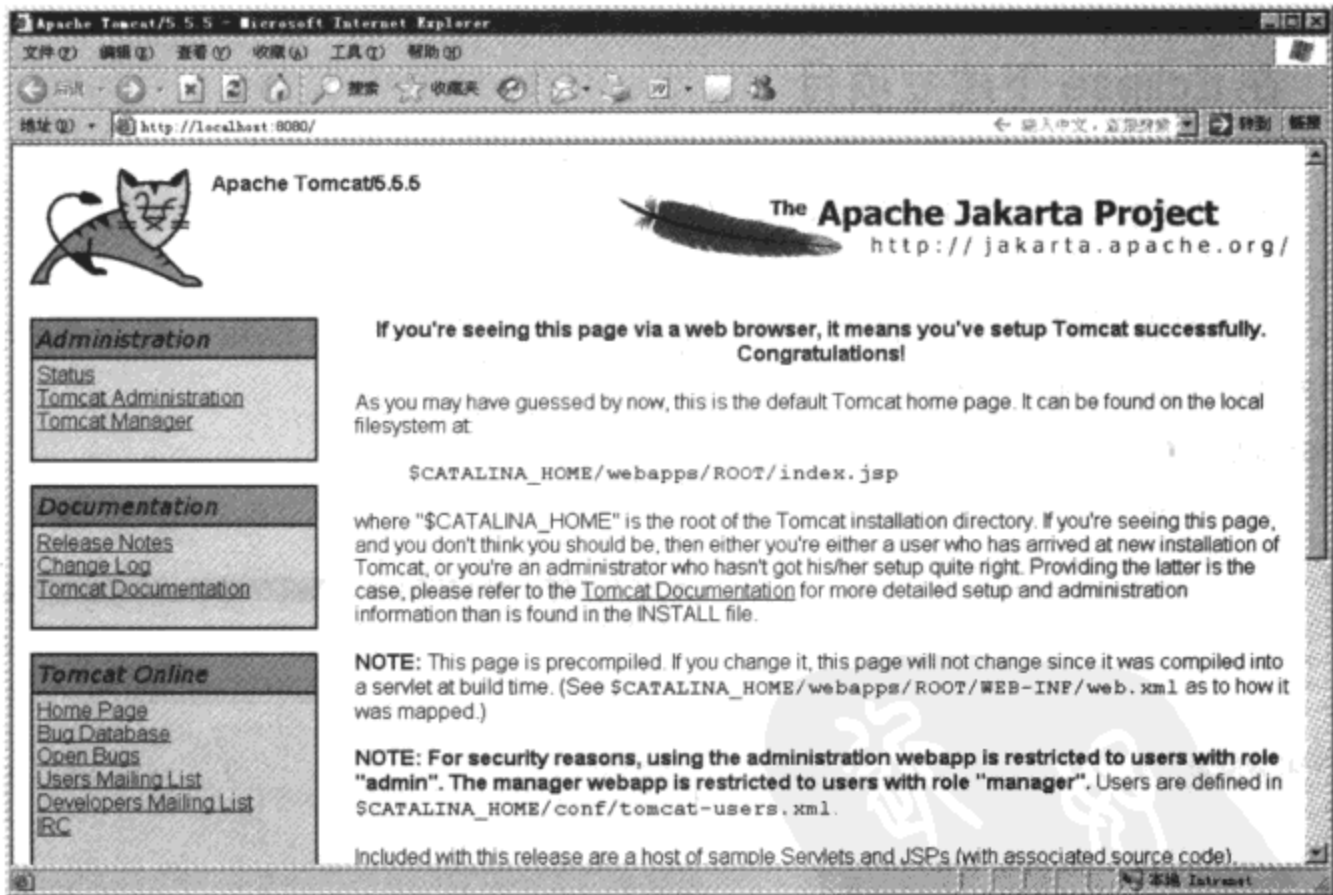 Apache Tomcat/5.5.5 - Microsoft Internet Explorer
文件(F) 编辑(E) 查看(V) 收藏(A) 工具(T) 帮助(H)
后退 搜索 收藏夹
地址(D) http://localhost:8080/ 转到 链接
Apache Tomcat/5.5.5
The Apache Jakarta Project
http://jakarta.apache.org/
Administration
Status
Tomcat Administration
Tomcat Manager
Documentation
Release Notes
Change Log
Tomcat Documentation
Tomcat Online
Home Page
Bug Database
Open Bugs
Users Mailing List
Developers Mailing List
IRC
If you're seeing this page via a web browser, it means you've setup Tomcat successfully.
Congratulations!
As you may have guessed by now, this is the default Tomcat home page. It can be found on the local
filesystem at:
$CATALINA_HOME/webapps/ROOT/index.jsp
where "$CATALINA_HOME" is the root of the Tomcat installation directory. If you're seeing this page,
and you don't think you should be, then either you're either a user who has arrived at new installation of
Tomcat, or you're an administrator who hasn't got his/her setup quite right. Providing the latter is the
case, please refer to the Tomcat Documentation for more detailed setup and administration
information than is found in the INSTALL file.
NOTE: This page is precompiled. If you change it, this page will not change since it was compiled into
a servlet at build time. (See $CATALINA_HOME/webapps/ROOT/WEB-INF/web.xml as to how it
was mapped.)
NOTE: For security reasons, using the administration webapp is restricted to users with role
"admin". The manager webapp is restricted to users with role "manager". Users are defined in
$CATALINA_HOME/conf/tomcat-users.xml.
Included with this release are a host of sample Servlets and JSPs (with associated source code),
本地 Intranet